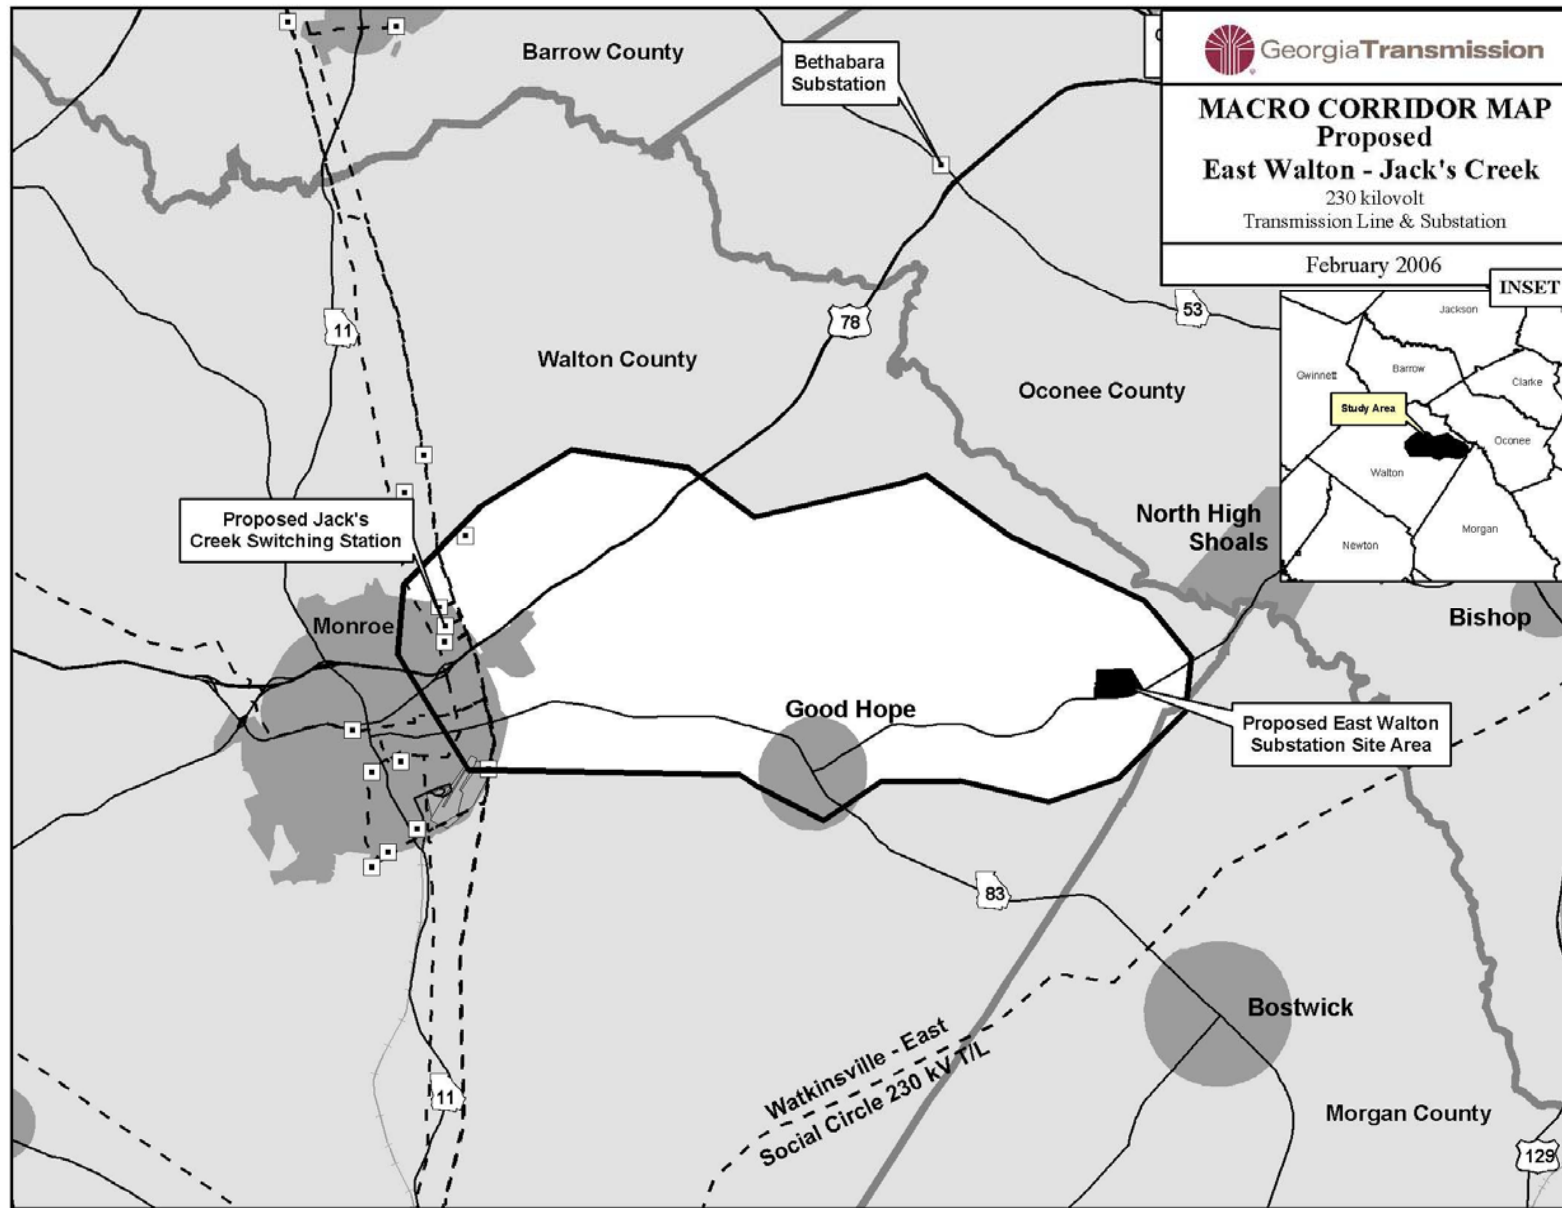 GeorgiaTransmission
MACRO CORRIDOR MAP
Proposed
East Walton - Jack's Creek
230 kilovolt
Transmission Line & Substation
February 2006
INSET
Jackson
Gwinnett
Barrow
Clarke
Study Area
Oconee
Walton
Newton
Morgan
Barrow County
Bethabara
Substation
11
78
53
Walton County
Oconee County
Proposed Jack's
Creek Switching Station
North High
Shoals
Monroe
Bishop
Good Hope
Proposed East Walton
Substation Site Area
83
Bostwick
Watkinsville - East
Social Circle 230 kV T/L
11
Morgan County
129